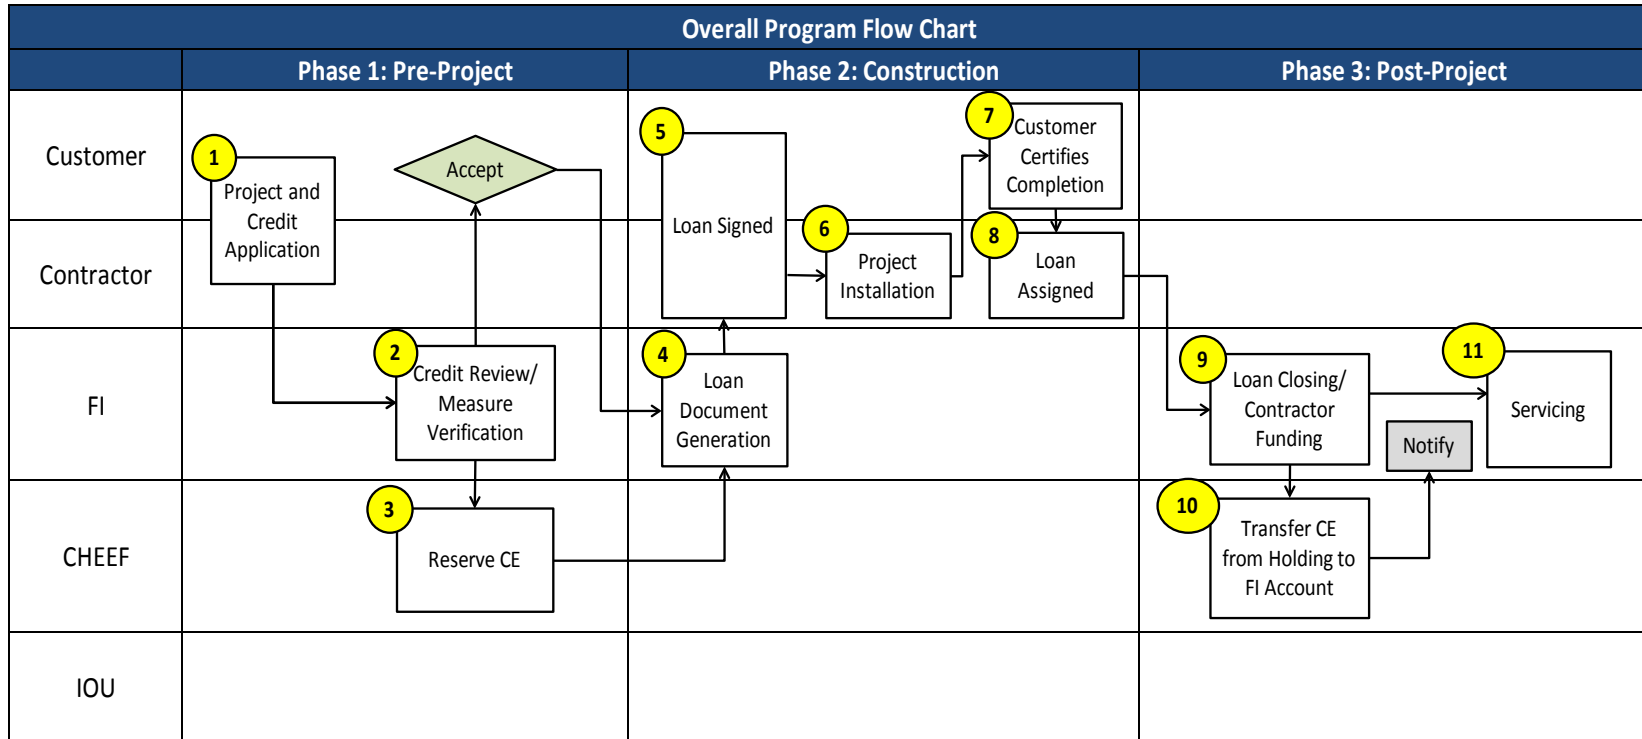 Overall Program Flow Chart
Phase 1: Pre-Project
Phase 2: Construction
Phase 3: Post-Project
Customer
1
Project and
Credit
Application
Accept
5
Loan Signed
7
Customer
Certifies
Completion
Contractor
6
Project
Installation
8
Loan
Assigned
FI
2
Credit Review/
Measure
Verification
4
Loan
Document
Generation
9
Loan Closing/
Contractor
Funding
Notify
11
Servicing
CHEEF
3
Reserve CE
10
Transfer CE
from Holding to
FI Account
IOU